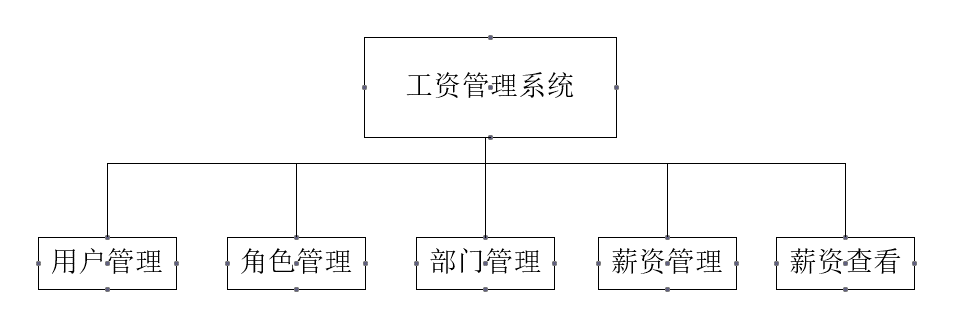 工资管理系统
用户管理
角色管理
部门管理
薪资管理
薪资查看